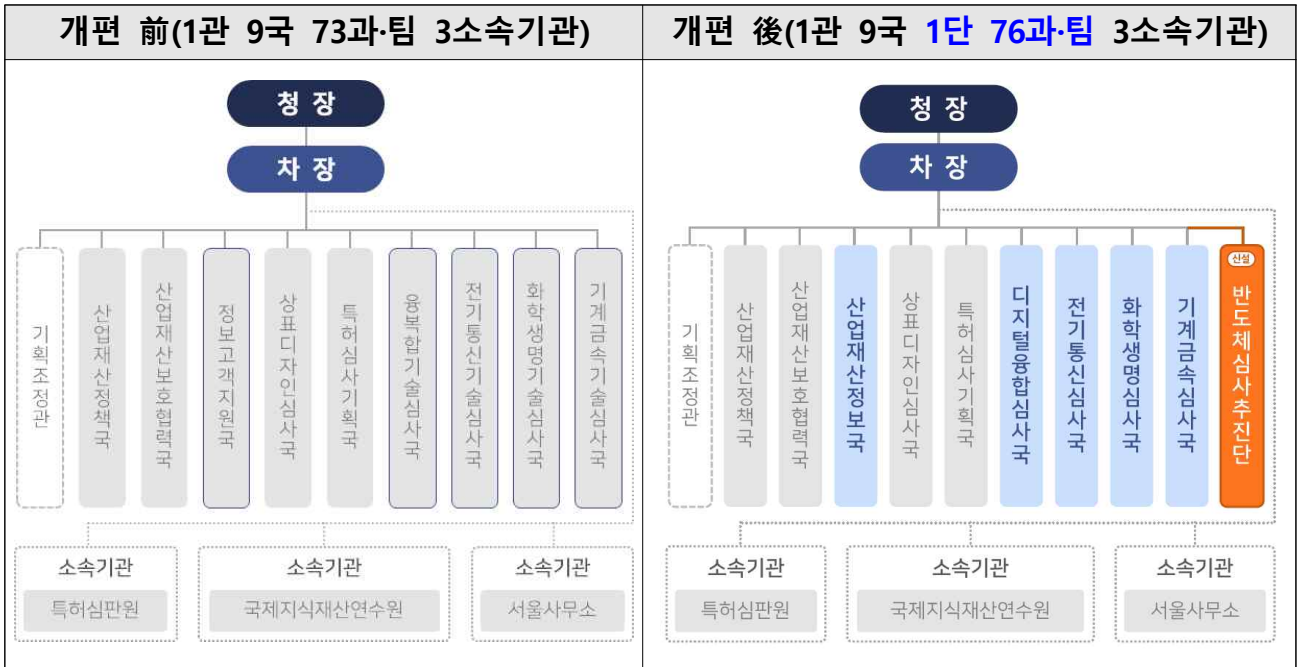 개편 前(1관 9국 73과·팀 3소속기관)
청 장
차 장
기획조정관
산업재산정책국
산업재산보호협력국
정보고객지원국
상표디자인심사국
특허심사기획국
융복합기술심사국
전기통신기술심사국
화학생명기술심사국
기계금속기술심사국
소속기관
특허심판원
소속기관
국제지식재산연수원
소속기관
서울사무소
개편 後(1관 9국 1단 76과·팀 3소속기관)
청 장
차 장
기획조정관
산업재산정책국
산업재산보호협력국
산업재산정보국
상표디자인심사국
특허심사기획국
디지털융합심사국
전기통신심사국
화학생명심사국
기계금속심사국
신설
반도체심사추진단
소속기관
특허심판원
소속기관
국제지식재산연수원
소속기관
서울사무소